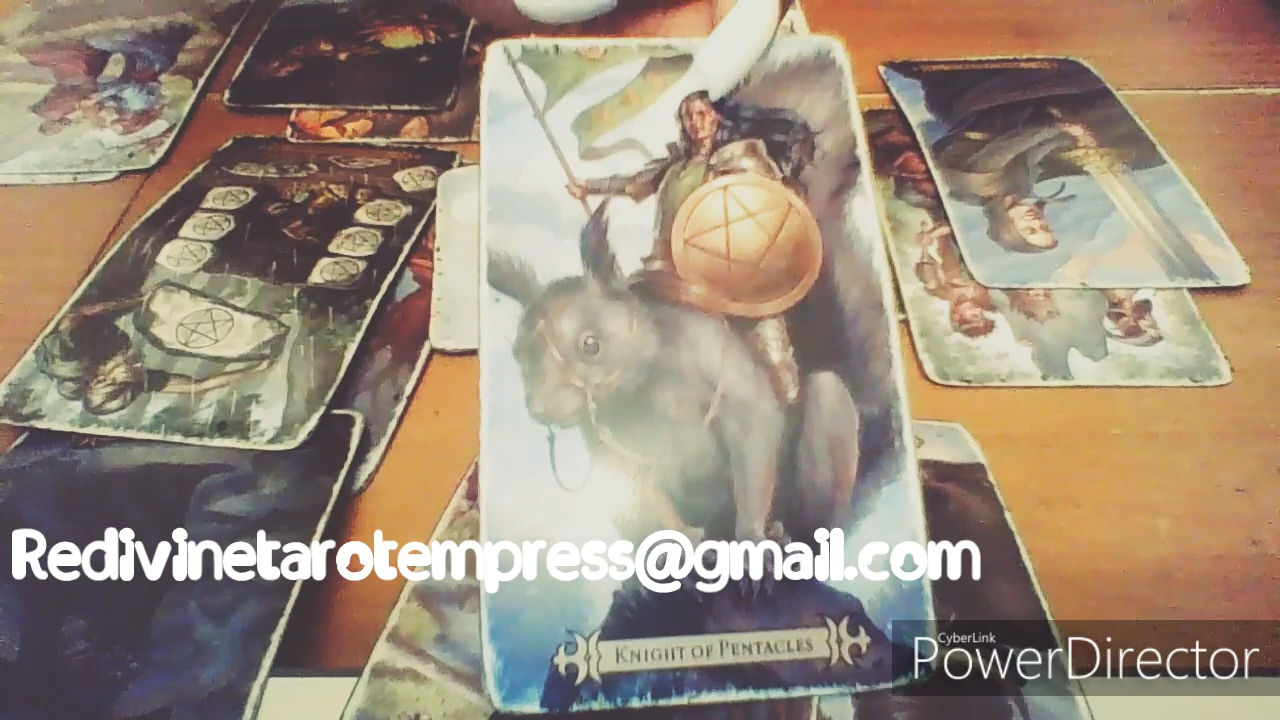 Redivinetarotempress@gmail.com
KNIGHT OF PENTACLES
CyberLink
PowerDirector